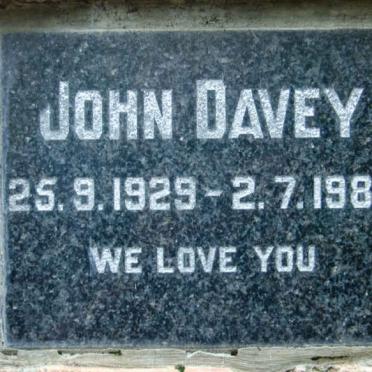 JOHN DAVEY
25.9.1929 - 2.7.198
WE LOVE YOU